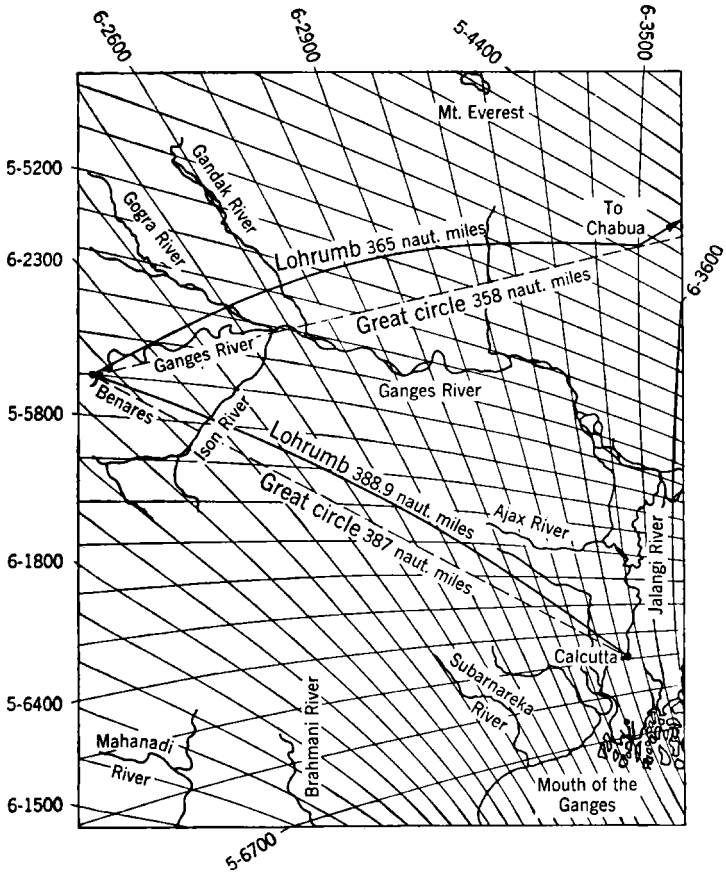 6-2600
6-2900
5-4400
6-3500
Mt. Everest
5-5200
Gandak River
Gogra River
To
Chabua
Lohrumb 365 naut. miles
6-2300
6-3600
Great circle 358 naut. miles
Ganges River
Ganges River
Benares
5-5800
Ison River
Lohrumb 388.9 naut. miles
Great circle 387 naut. miles
Ajax River
Jalangi River
6-1800
Calcutta
Subarnareka
River
5-6400
Mahanadi
River
Brahmani River
Mouth of the
Ganges
6-1500
5-6700